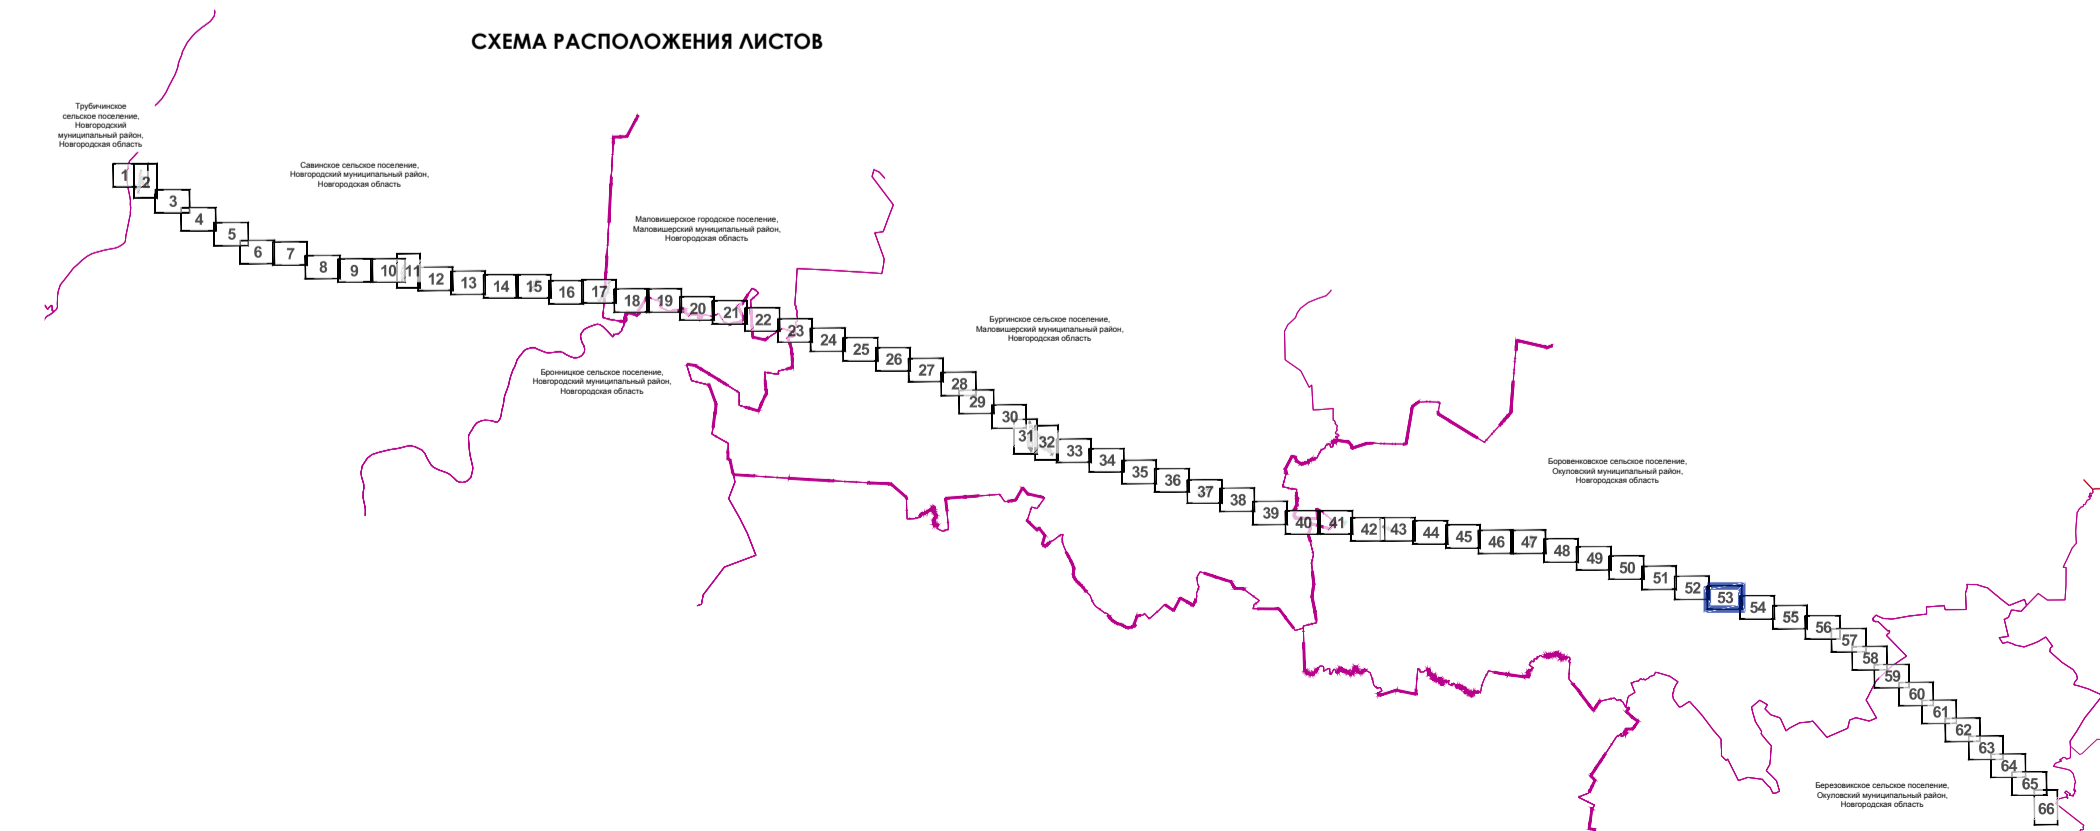 СХЕМА РАСПОЛОЖЕНИЯ ЛИСТОВ
Трубичинское
сельское поселение,
Новгородский
муниципальный район,
Новгородская область
Савинское сельское поселение,
Новгородский муниципальный район,
Новгородская область
Маловишерское городское поселение,
Маловишерский муниципальный район,
Новгородская область
Бронницкое сельское поселение,
Новгородский муниципальный район,
Новгородская область
Бургинское сельское поселение,
Маловишерский муниципальный район,
Новгородская область
Боровенковское сельское поселение,
Окуловский муниципальный район,
Новгородская область
Березовикское сельское поселение,
Окуловский муниципальный район,
Новгородская область
1
2
3
4
5
6
7
8
9
10
11
12
13
14
15
16
17
18
19
20
21
22
23
24
25
26
27
28
29
30
31
32
33
34
35
36
37
38
39
40
41
42
43
44
45
46
47
48
49
50
51
52
53
54
55
56
57
58
59
60
61
62
63
64
65
66